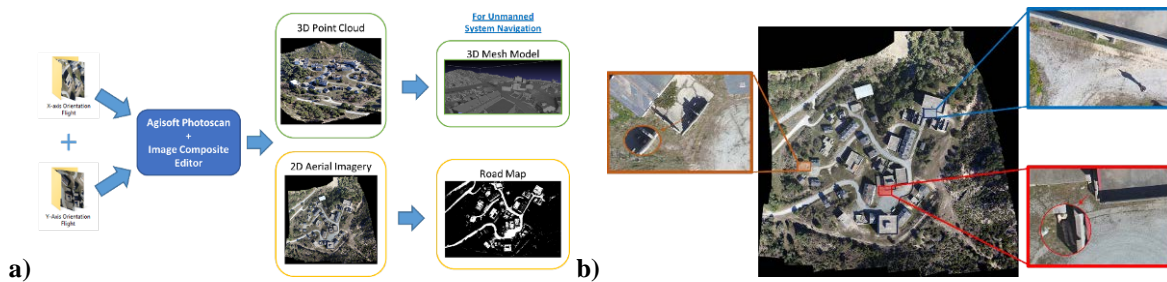 a)
X-axis Orientation
Flight
+
Y-Axis Orientation
Flight
Agisoft Photoscan
+
Image Composite
Editor
3D Point Cloud
2D Aerial Imagery
For Unmanned
System Navigation
3D Mesh Model
Road Map
b)